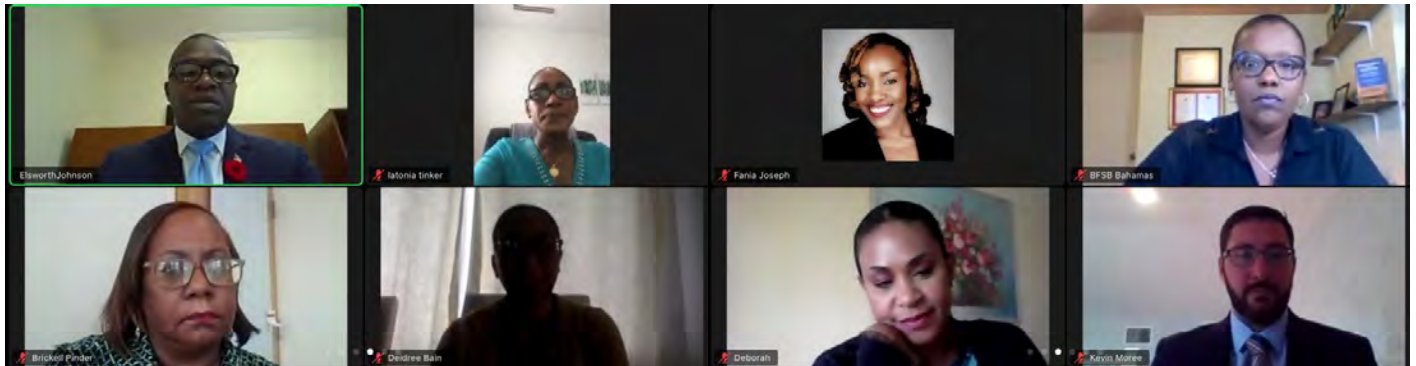 ElsworthJohnson
latonia tinker
Fania Joseph
BFSB Bahamas
Brickell Pinder
Deidree Bain
Deborah
Kevin Moree